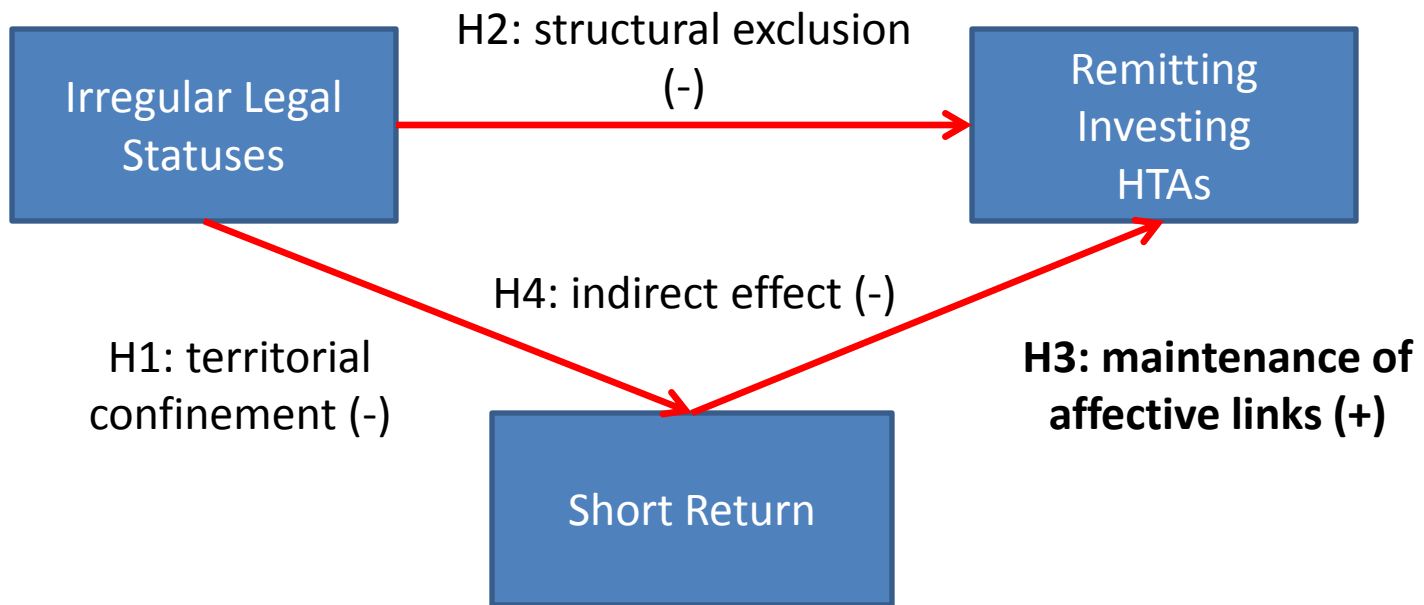 H2: structural exclusion
(-)
Irregular Legal
Statuses
Remitting
Investing
HTAs
H4: indirect effect (-)
H1: territorial
confinement (-)
H3: maintenance of
affective links (+)
Short Return